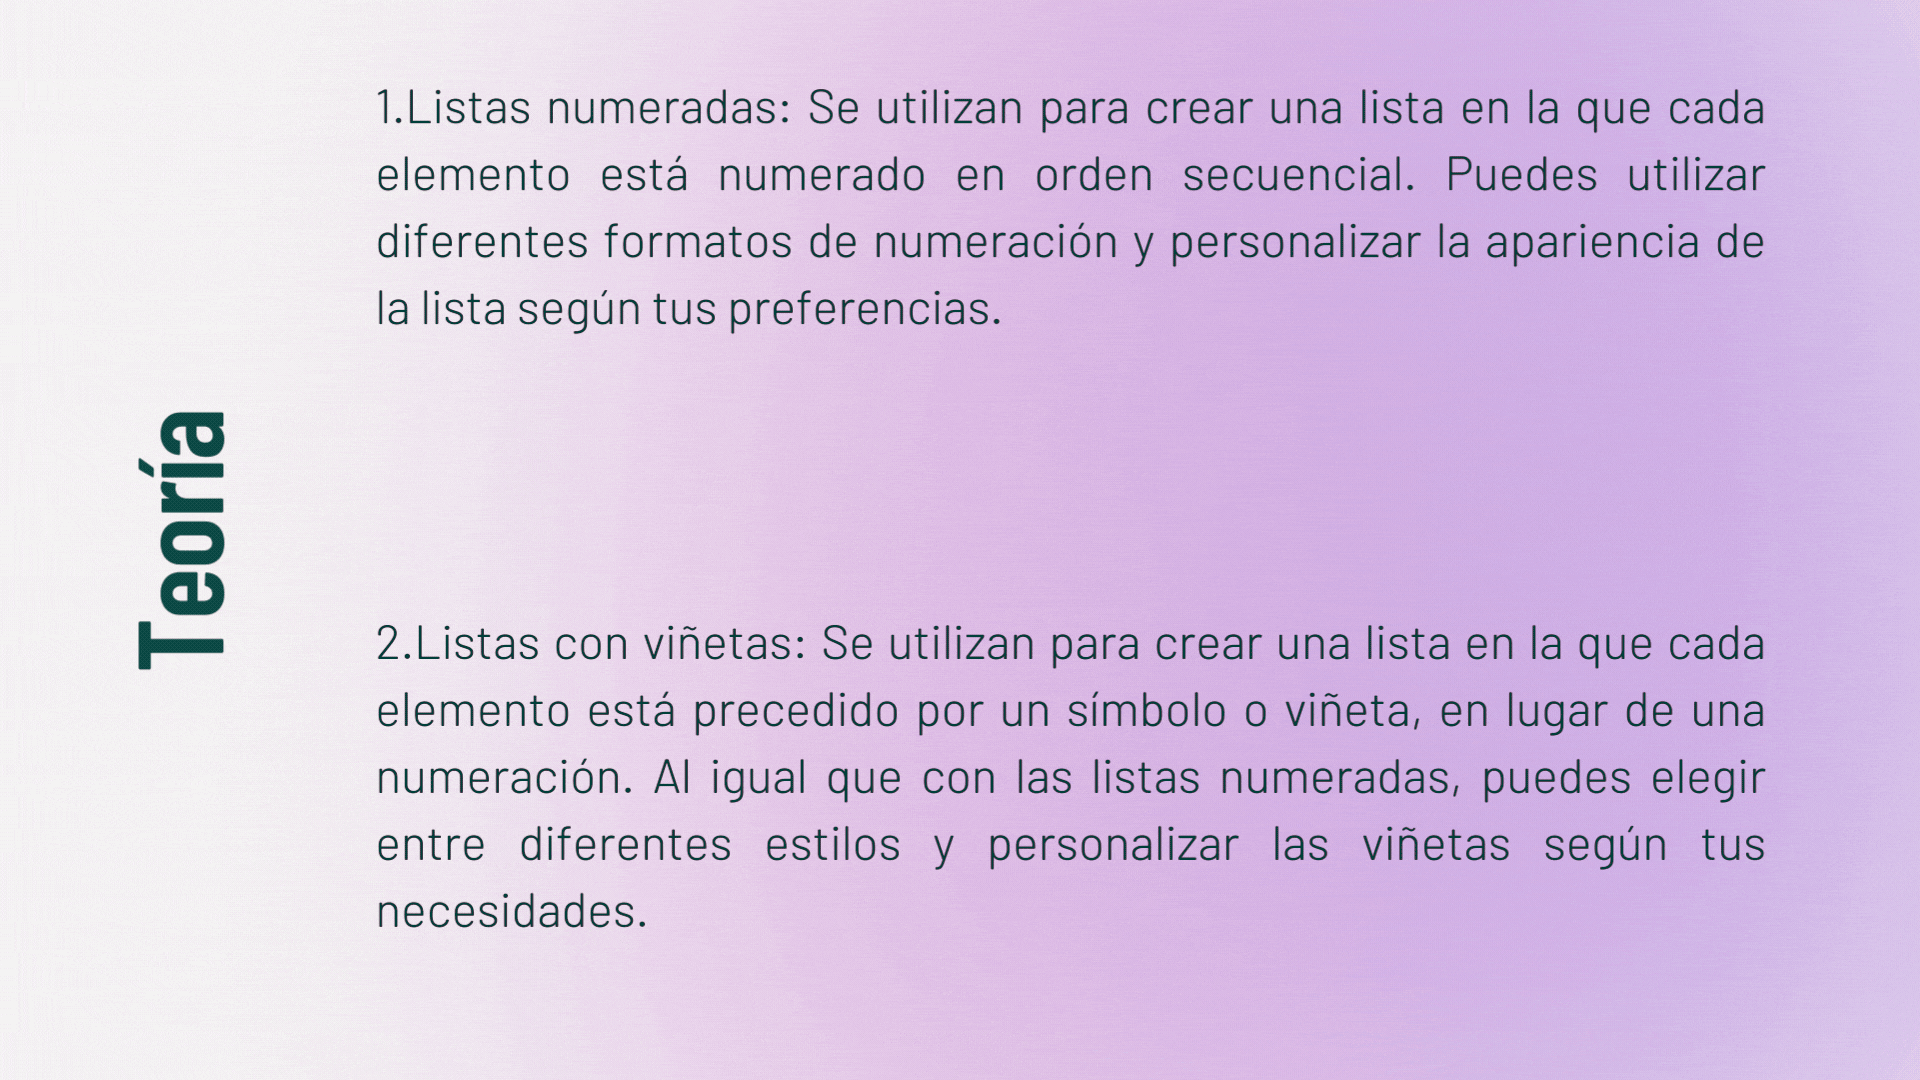 Teoría
1.Listas numeradas: Se utilizan para crear una lista en la que cada
elemento está numerado en orden secuencial. Puedes utilizar
diferentes formatos de numeración y personalizar la apariencia de
la lista según tus preferencias.
2.Listas con viñetas: Se utilizan para crear una lista en la que cada
elemento está precedido por un símbolo o viñeta, en lugar de una
numeración. Al igual que con las listas numeradas, puedes elegir
entre diferentes estilos y personalizar las viñetas según tus
necesidades.